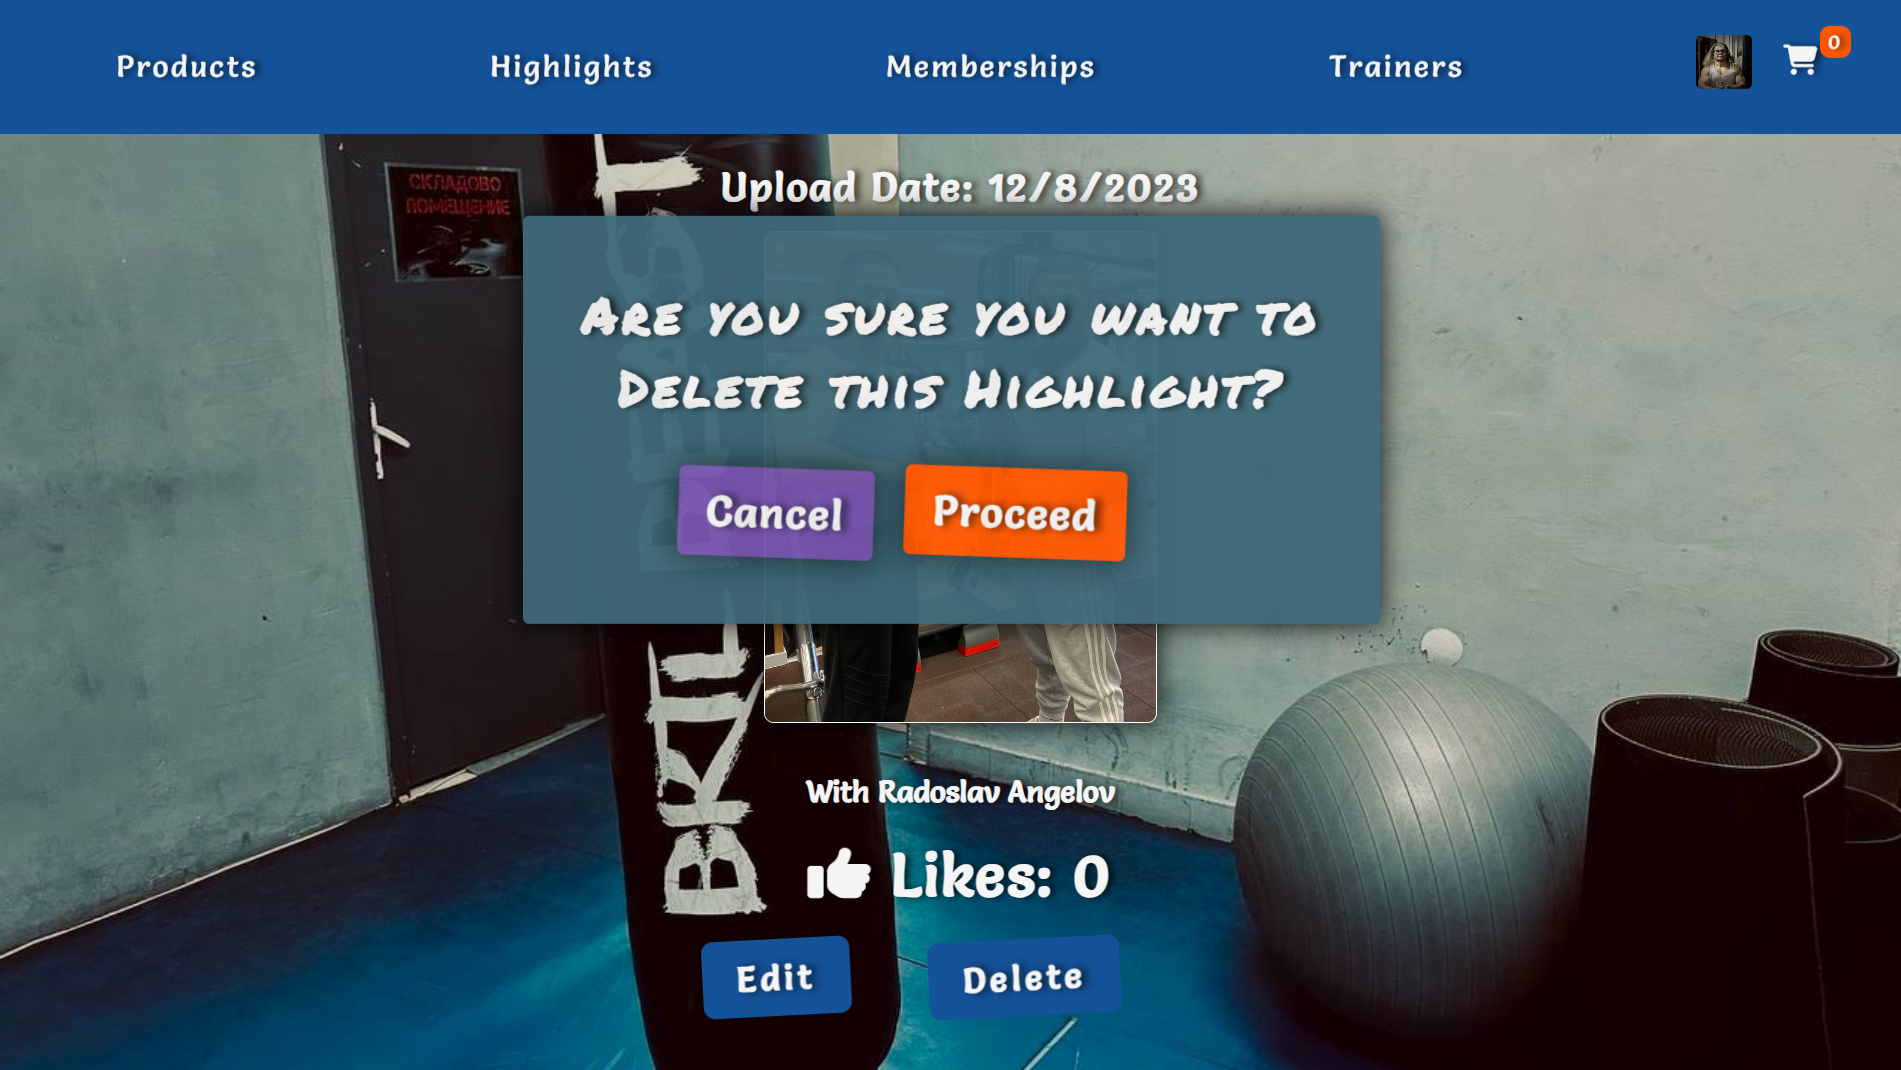 Products
Highlights
Memberships
Trainers
0
Upload Date: 12/8/2023
СКЛАДОВО
ПОМЕЩЕНИЕ
Are you sure you want to
Delete this Highlight?
Cancel
Proceed
With Radoslav Angelov
Likes: 0
Edit
Delete